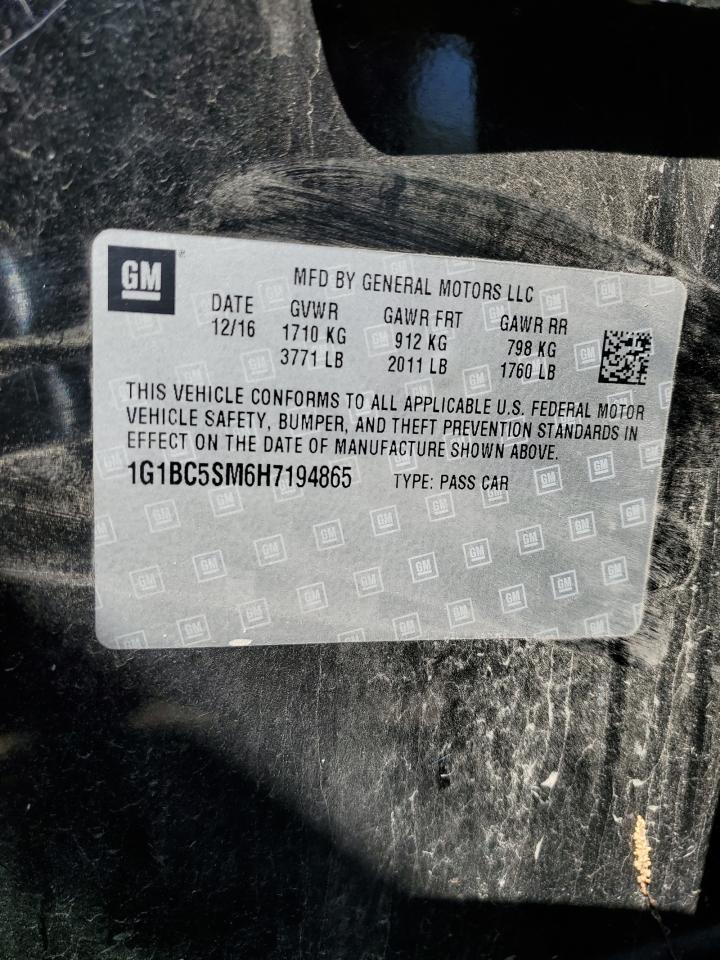 GM®
MFD BY GENERAL MOTORS LLC
DATE GVWR GAWR FRT GAWR RR
12/16 1710 KG 912 KG 798 KG
3771 LB 2011 LB 1760 LB
THIS VEHICLE CONFORMS TO ALL APPLICABLE U.S. FEDERAL MOTOR
VEHICLE SAFETY, BUMPER, AND THEFT PREVENTION STANDARDS IN
EFFECT ON THE DATE OF MANUFACTURE SHOWN ABOVE.
1G1BC5SM6H7194865 TYPE: PASS CAR